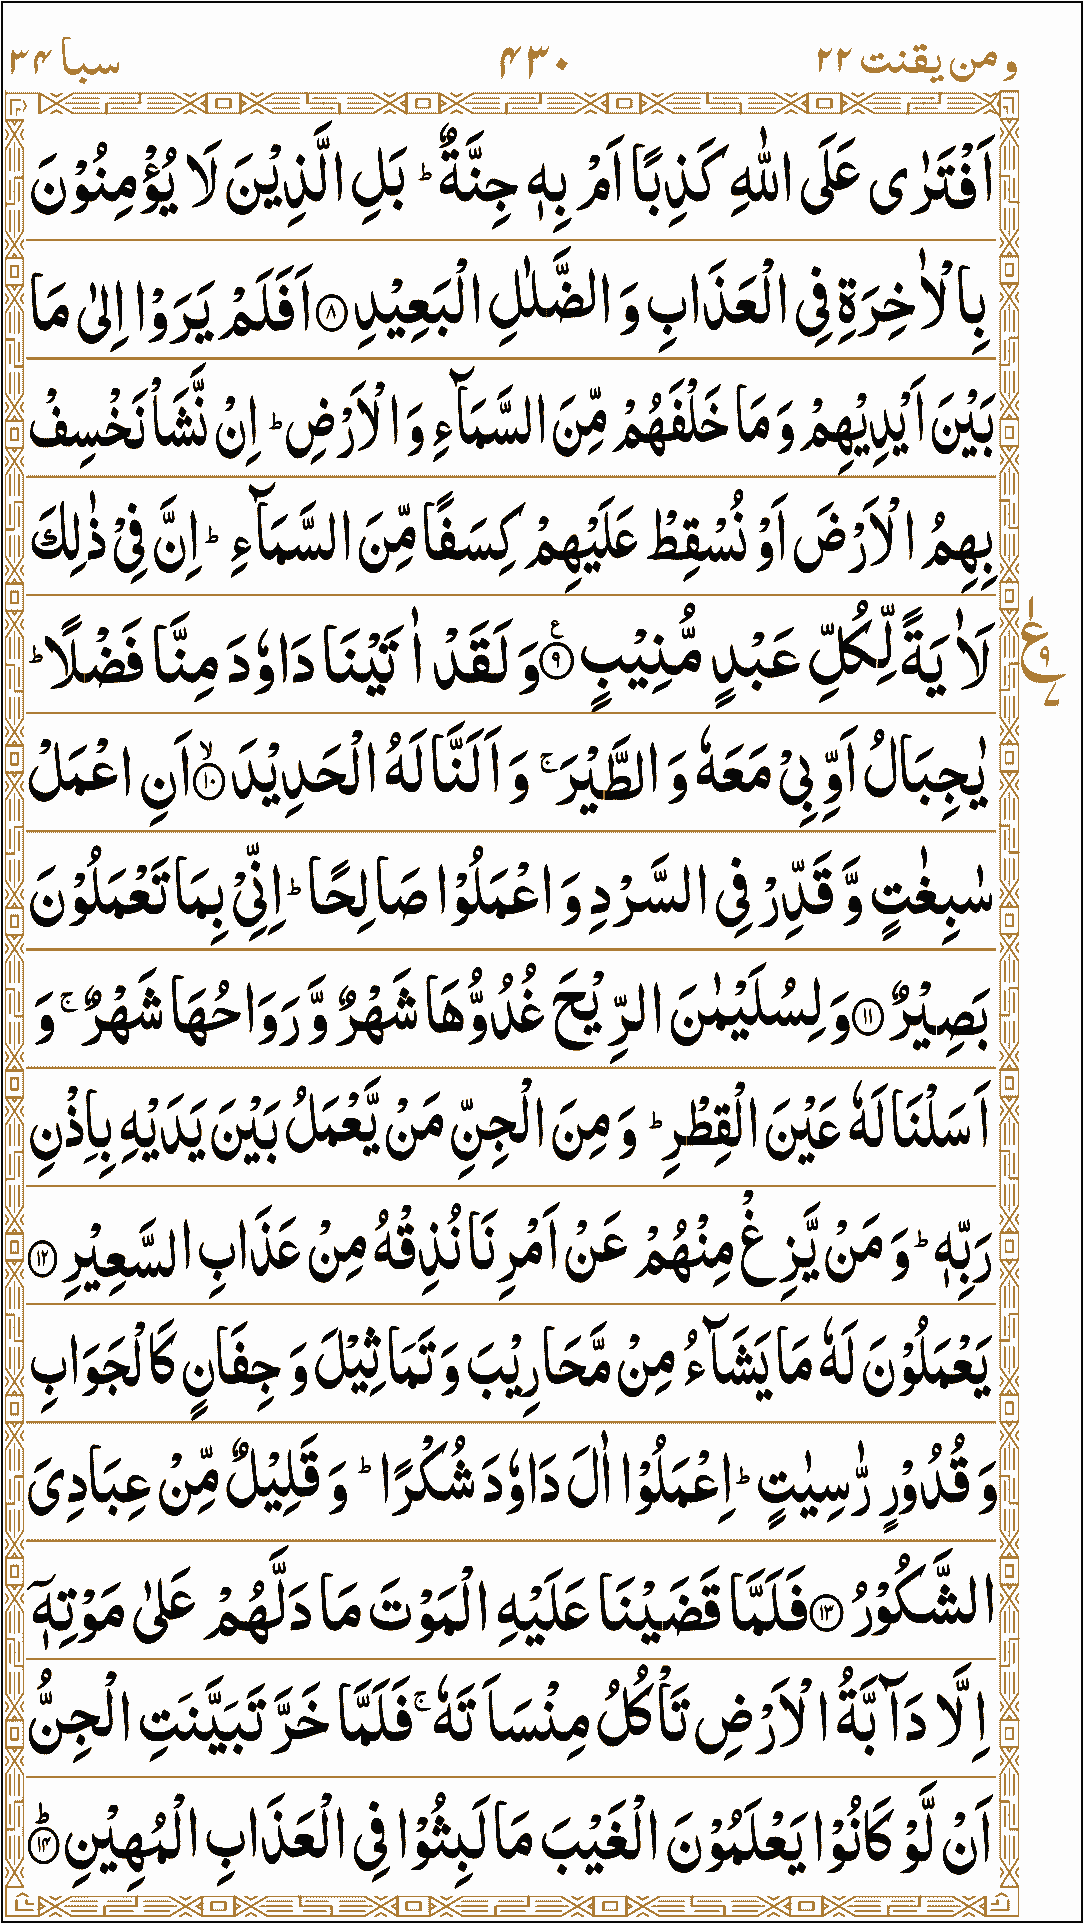 ومن یقنت ۲۲ ۴۳۰ سبا ۳۴
اَفْتَرٰی عَلَی اللّٰهِ كَذِبًا اَمْ بِهٖ جِنَّةٌ ؕ بَلِ الَّذِیْنَ لَا یُؤْمِنُوْنَ
بِالْاٰخِرَةِ فِی الْعَذَابِ وَ الضَّلٰلِ الْبَعِیْدِ ﴿۸﴾ اَفَلَمْ یَرَوْا اِلٰی مَا
بَیْنَ اَیْدِیْهِمْ وَ مَا خَلْفَهُمْ مِّنَ السَّمَآءِ وَ الْاَرْضِ ؕ اِنْ نَّشَاْ نَخْسِفْ
بِهِمُ الْاَرْضَ اَوْ نُسْقِطْ عَلَیْهِمْ كِسَفًا مِّنَ السَّمَآءِ ؕ اِنَّ فِیْ ذٰلِكَ
لَاٰیَةً لِّكُلِّ عَبْدٍ مُّنِیْبٍ ﴿۹﴾ۧ وَ لَقَدْ اٰتَیْنَا دَاوٗدَ مِنَّا فَضْلًا ؕ
ع ۹ ۷
یٰجِبَالُ اَوِّبِیْ مَعَهٗ وَ الطَّیْرَ ۚ وَ اَلَنَّا لَهُ الْحَدِیْدَ ﴿ۙ۱۰﴾ اَنِ اعْمَلْ
سٰبِغٰتٍ وَّ قَدِّرْ فِی السَّرْدِ وَ اعْمَلُوْا صَالِحًا ؕ اِنِّیْ بِمَا تَعْمَلُوْنَ
بَصِیْرٌ ﴿۱۱﴾ وَ لِسُلَیْمٰنَ الرِّیْحَ غُدُوُّهَا شَهْرٌ وَّ رَوَاحُهَا شَهْرٌ ۚ وَ
اَسَلْنَا لَهٗ عَیْنَ الْقِطْرِ ؕ وَ مِنَ الْجِنِّ مَنْ یَّعْمَلُ بَیْنَ یَدَیْهِ بِاِذْنِ
رَبِّهٖ ؕ وَ مَنْ یَّزِغْ مِنْهُمْ عَنْ اَمْرِنَا نُذِقْهُ مِنْ عَذَابِ السَّعِیْرِ ﴿۱۲﴾
یَعْمَلُوْنَ لَهٗ مَا یَشَآءُ مِنْ مَّحَارِیْبَ وَ تَمَاثِیْلَ وَ جِفَانٍ كَالْجَوَابِ
وَ قُدُوْرٍ رّٰسِیٰتٍ ؕ اِعْمَلُوْا اٰلَ دَاوٗدَ شُكْرًا ؕ وَ قَلِیْلٌ مِّنْ عِبَادِیَ
الشَّكُوْرُ ﴿۱۳﴾ فَلَمَّا قَضَیْنَا عَلَیْهِ الْمَوْتَ مَا دَلَّهُمْ عَلٰی مَوْتِهٖۤ
اِلَّا دَآبَّةُ الْاَرْضِ تَاْكُلُ مِنْسَاَتَهٗ ۚ فَلَمَّا خَرَّ تَبَیَّنَتِ الْجِنُّ
اَنْ لَّوْ كَانُوْا یَعْلَمُوْنَ الْغَیْبَ مَا لَبِثُوْا فِی الْعَذَابِ الْمُهِیْنِ ﴿ؕ۱۴﴾